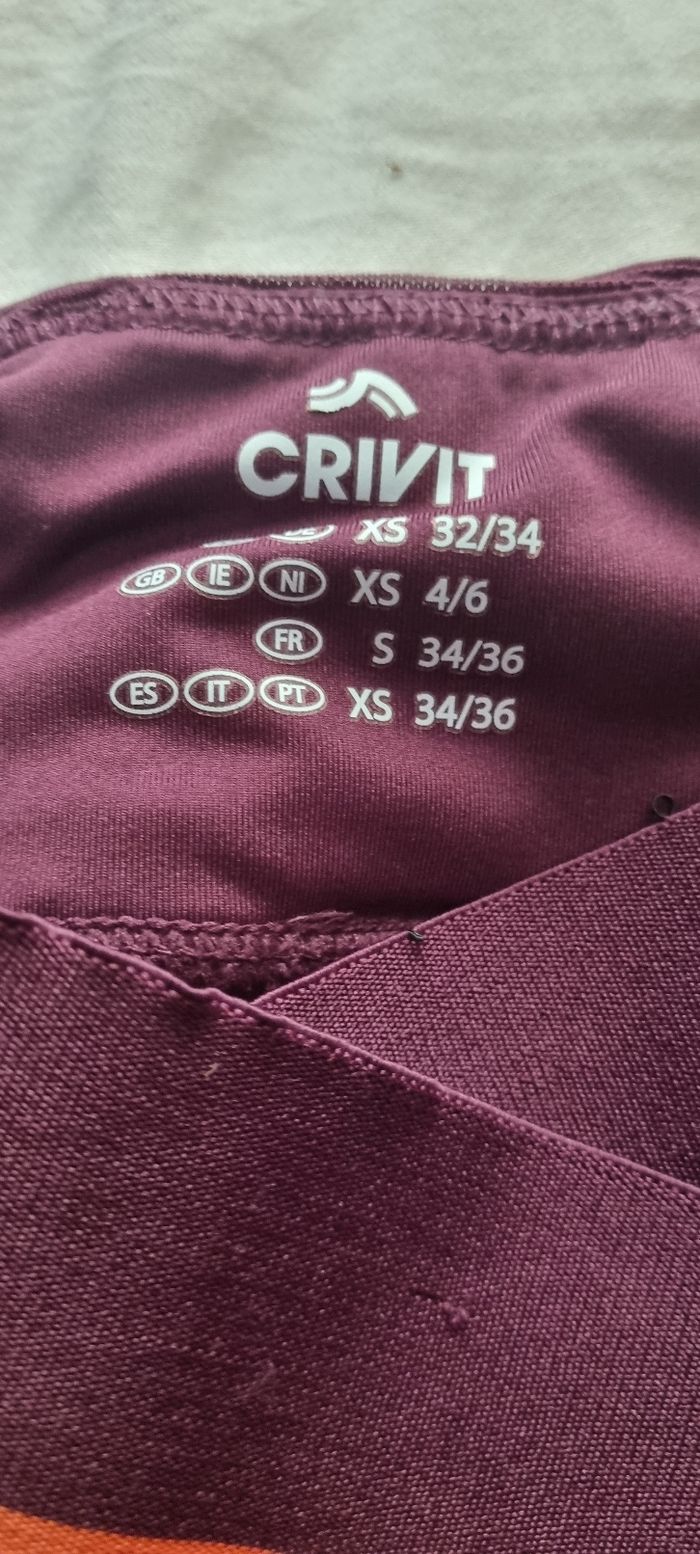 CRIVIT
XS 32/34
GB IE NI XS 4/6
FR S 34/36
ES IT PT XS 34/36